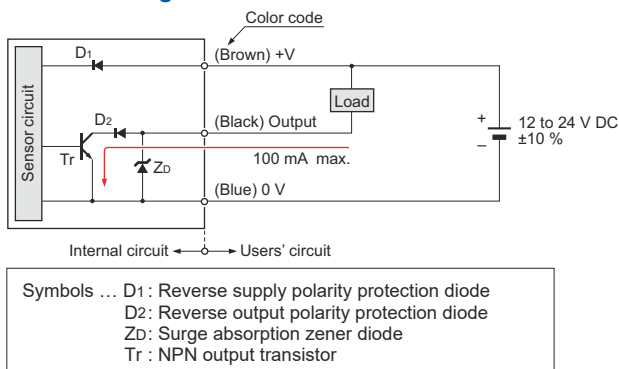 Color code
D1
(Brown) +V
Sensor circuit
Load
D2
(Black) Output
+
12 to 24 V DC
±10 %
–
Tr
ZD
100 mA max.
(Blue) 0 V
Internal circuit
Users' circuit
Symbols … D1 : Reverse supply polarity protection diode
D2 : Reverse output polarity protection diode
ZD : Surge absorption zener diode
Tr : NPN output transistor